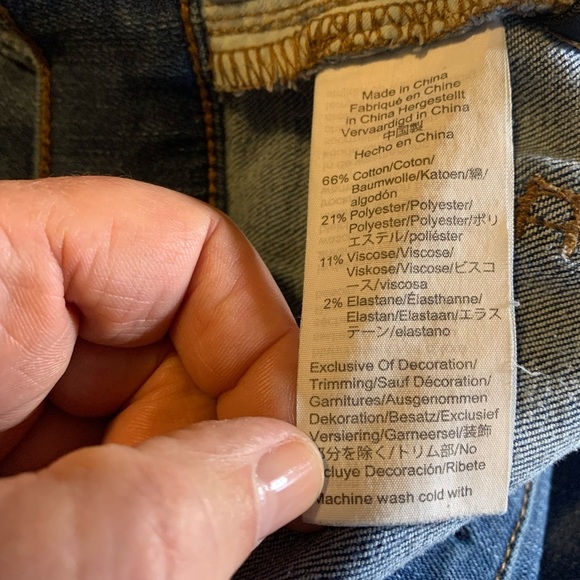 Made in China
Fabriqué en Chine
in China Hergestellt
Vervaardigd in China
中国製
Hecho en China
66% Cotton/Coton/
Baumwolle/Katoen/綿/
algodón
21% Polyester/Polyester/
Polyester/Polyester/ポリ
エステル/poliéster
11% Viscose/Viscose/
Viskose/Viscose/ビスコ
ース/viscosa
2% Elastane/Élasthanne/
Elastan/Elastaan/エラス
テーン/elastano
Exclusive Of Decoration/
Trimming/Sauf Décoration/
Garnitures/Ausgenommen
Dekoration/Besatz/Exclusief
Versiering/Garneersel/装飾
部分を除く/トリム部/No
cluye Decoración/Ribete
Machine wash cold with